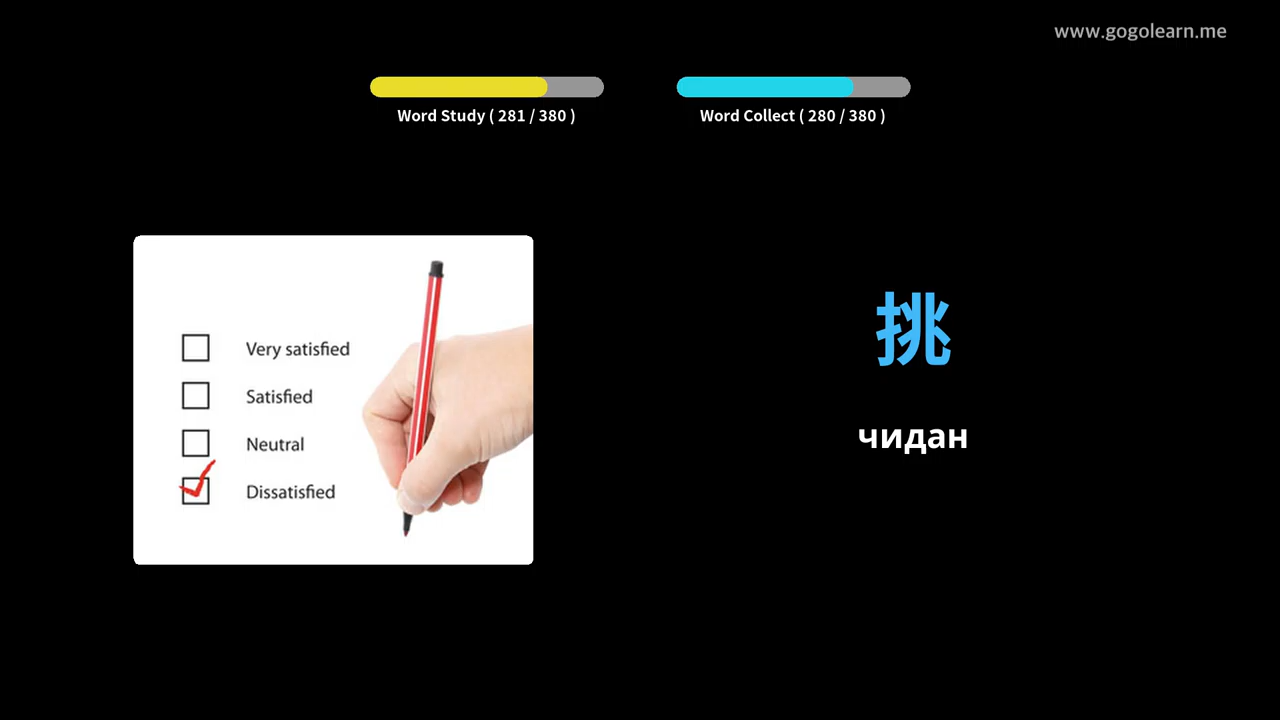 www.gogolearn.me
Word Study ( 281 / 380 )
Word Collect ( 280 / 380 )
Very satisfied
Satisfied
Neutral
Dissatisfied
挑
чидан